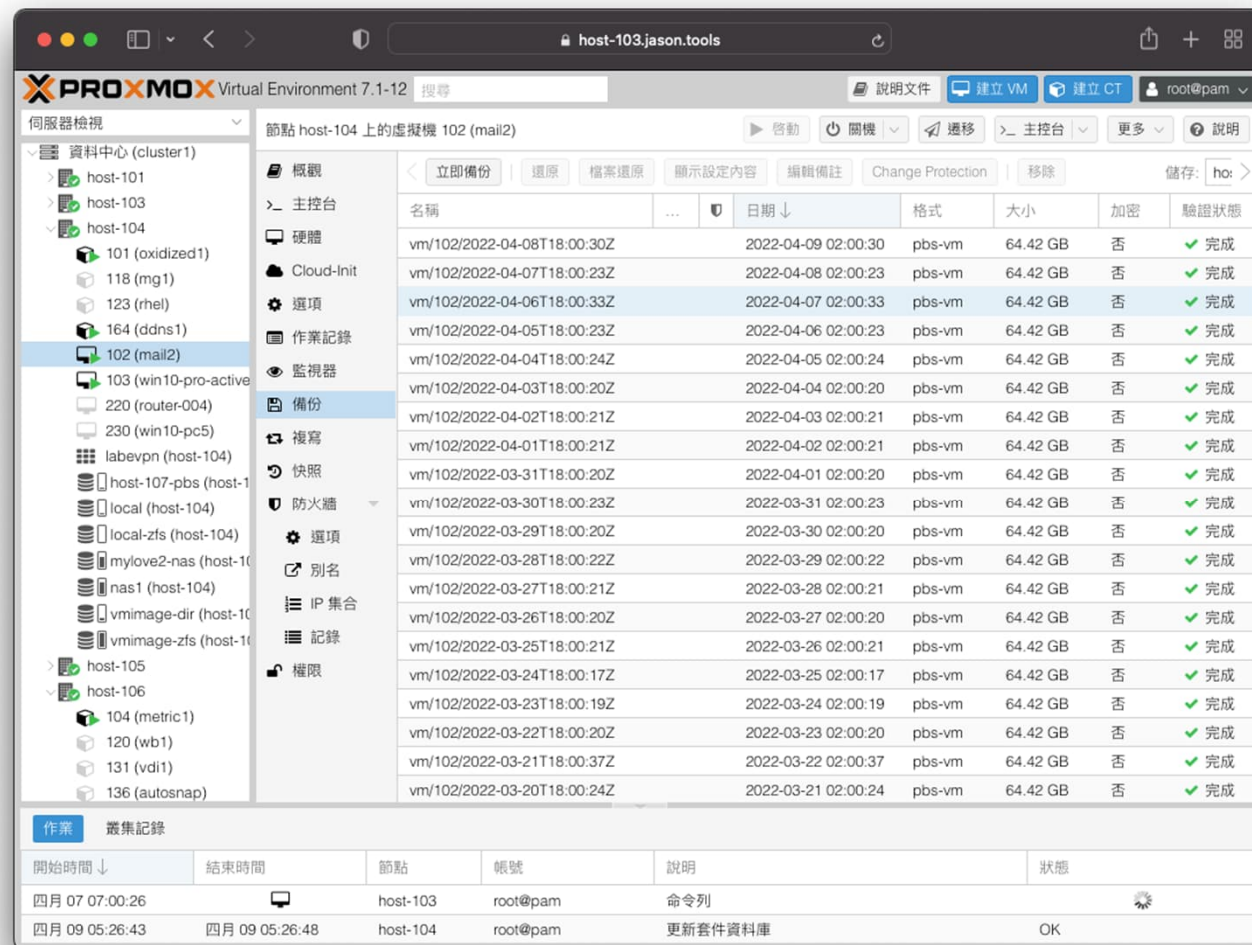 host-103.jason.tools
PROXMOX Virtual Environment 7.1-12 搜尋 說明文件 建立 VM 建立 CT root@pam
伺服器檢視
資料中心 (cluster1)
host-101
host-103
host-104
101 (oxidized1)
118 (mg1)
123 (rhel)
164 (ddns1)
102 (mail2)
103 (win10-pro-active
220 (router-004)
230 (win10-pc5)
labevpn (host-104)
host-107-pbs (host-1
local (host-104)
local-zfs (host-104)
mylove2-nas (host-10
nas1 (host-104)
vmimage-dir (host-10
vmimage-zfs (host-10
host-105
host-106
104 (metric1)
120 (wb1)
131 (vdi1)
136 (autosnap)
節點 host-104 上的虛擬機 102 (mail2) 啟動 關機 遷移 主控台 更多 說明
概觀
主控台
硬體
Cloud-Init
選項
作業記錄
監視器
備份
複寫
快照
防火牆
選項
別名
IP 集合
記錄
權限
立即備份 還原 檔案還原 顯示設定內容 編輯備註 Change Protection 移除 儲存: ho
名稱 ... 日期 格式 大小 加密 驗證狀態
vm/102/2022-04-08T18:00:30Z 2022-04-09 02:00:30 pbs-vm 64.42 GB 否 完成
vm/102/2022-04-07T18:00:23Z 2022-04-08 02:00:23 pbs-vm 64.42 GB 否 完成
vm/102/2022-04-06T18:00:33Z 2022-04-07 02:00:33 pbs-vm 64.42 GB 否 完成
vm/102/2022-04-05T18:00:23Z 2022-04-06 02:00:23 pbs-vm 64.42 GB 否 完成
vm/102/2022-04-04T18:00:24Z 2022-04-05 02:00:24 pbs-vm 64.42 GB 否 完成
vm/102/2022-04-03T18:00:20Z 2022-04-04 02:00:20 pbs-vm 64.42 GB 否 完成
vm/102/2022-04-02T18:00:21Z 2022-04-03 02:00:21 pbs-vm 64.42 GB 否 完成
vm/102/2022-04-01T18:00:21Z 2022-04-02 02:00:21 pbs-vm 64.42 GB 否 完成
vm/102/2022-03-31T18:00:20Z 2022-04-01 02:00:20 pbs-vm 64.42 GB 否 完成
vm/102/2022-03-30T18:00:23Z 2022-03-31 02:00:23 pbs-vm 64.42 GB 否 完成
vm/102/2022-03-29T18:00:20Z 2022-03-30 02:00:20 pbs-vm 64.42 GB 否 完成
vm/102/2022-03-28T18:00:22Z 2022-03-29 02:00:22 pbs-vm 64.42 GB 否 完成
vm/102/2022-03-27T18:00:21Z 2022-03-28 02:00:21 pbs-vm 64.42 GB 否 完成
vm/102/2022-03-26T18:00:20Z 2022-03-27 02:00:20 pbs-vm 64.42 GB 否 完成
vm/102/2022-03-25T18:00:21Z 2022-03-26 02:00:21 pbs-vm 64.42 GB 否 完成
vm/102/2022-03-24T18:00:17Z 2022-03-25 02:00:17 pbs-vm 64.42 GB 否 完成
vm/102/2022-03-23T18:00:19Z 2022-03-24 02:00:19 pbs-vm 64.42 GB 否 完成
vm/102/2022-03-22T18:00:20Z 2022-03-23 02:00:20 pbs-vm 64.42 GB 否 完成
vm/102/2022-03-21T18:00:37Z 2022-03-22 02:00:37 pbs-vm 64.42 GB 否 完成
vm/102/2022-03-20T18:00:24Z 2022-03-21 02:00:24 pbs-vm 64.42 GB 否 完成
作業 叢集記錄
開始時間 結束時間 節點 帳號 說明 狀態
四月 07 07:00:26 host-103 root@pam 命令列
四月 09 05:26:43 四月 09 05:26:48 host-104 root@pam 更新套件資料庫 OK